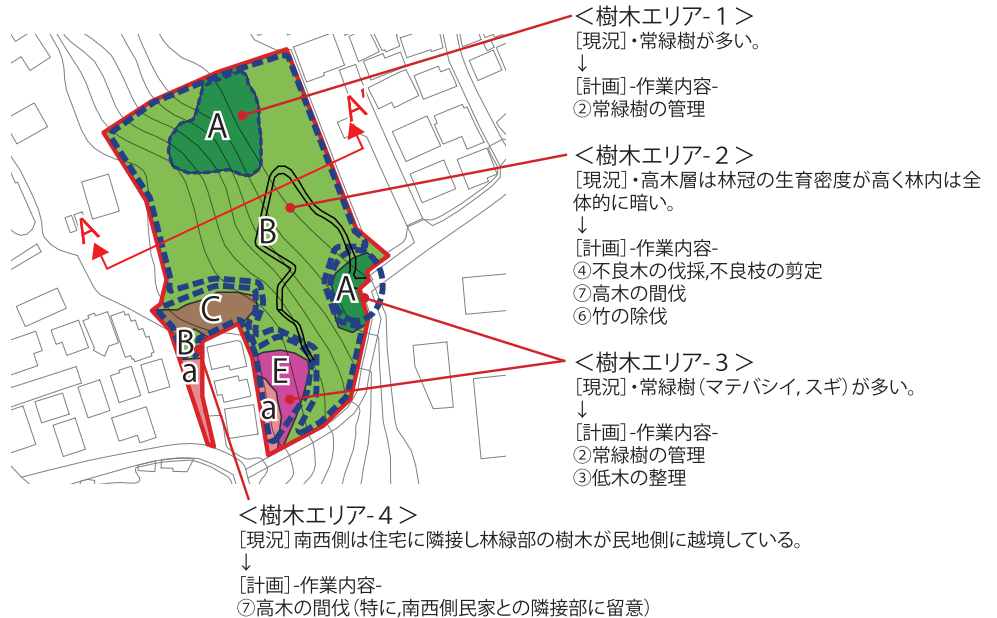 ＜樹木エリア-１＞
［現況］・常緑樹が多い。
↓
［計画］-作業内容-
②常緑樹の管理
＜樹木エリア-２＞
［現況］・高木層は林冠の生育密度が高く林内は全
体的に暗い。
↓
［計画］-作業内容-
④不良木の伐採,不良枝の剪定
⑦高木の間伐
⑥竹の除伐
＜樹木エリア-３＞
［現況］・常緑樹（マテバシイ，スギ）が多い。
↓
［計画］-作業内容-
②常緑樹の管理
③低木の整理
A
A'
A
B
A
C
B
a
E
a
＜樹木エリア-４＞
［現況］南西側は住宅に隣接し林緑部の樹木が民地側に越境している。
↓
［計画］-作業内容-
⑦高木の間伐（特に,南西側民家との隣接部に留意）